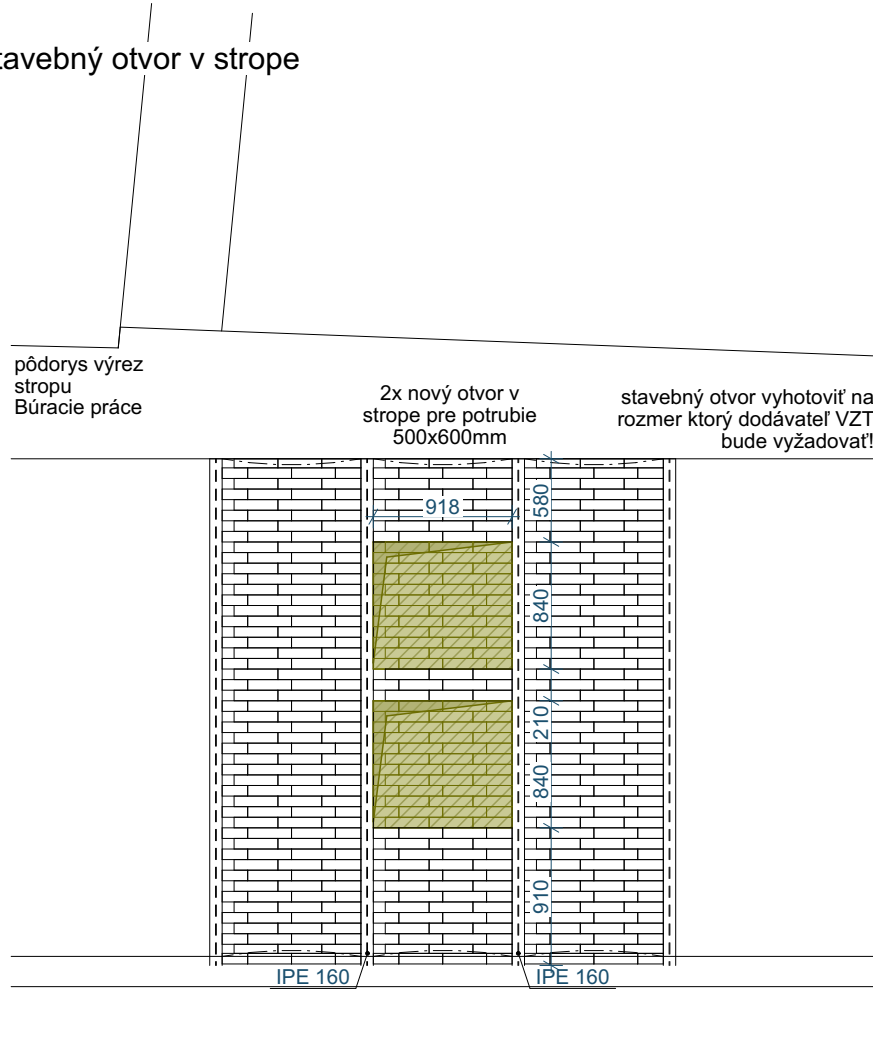 tavebný otvor v strope
pôdorys výrez
stropu
Búracie práce
2x nový otvor v
strope pre potrubie
500x600mm
stavebný otvor vyhotoviť na
rozmer ktorý dodávateľ VZT
bude vyžadovať!
918
580
840
210
840
910
IPE 160
IPE 160